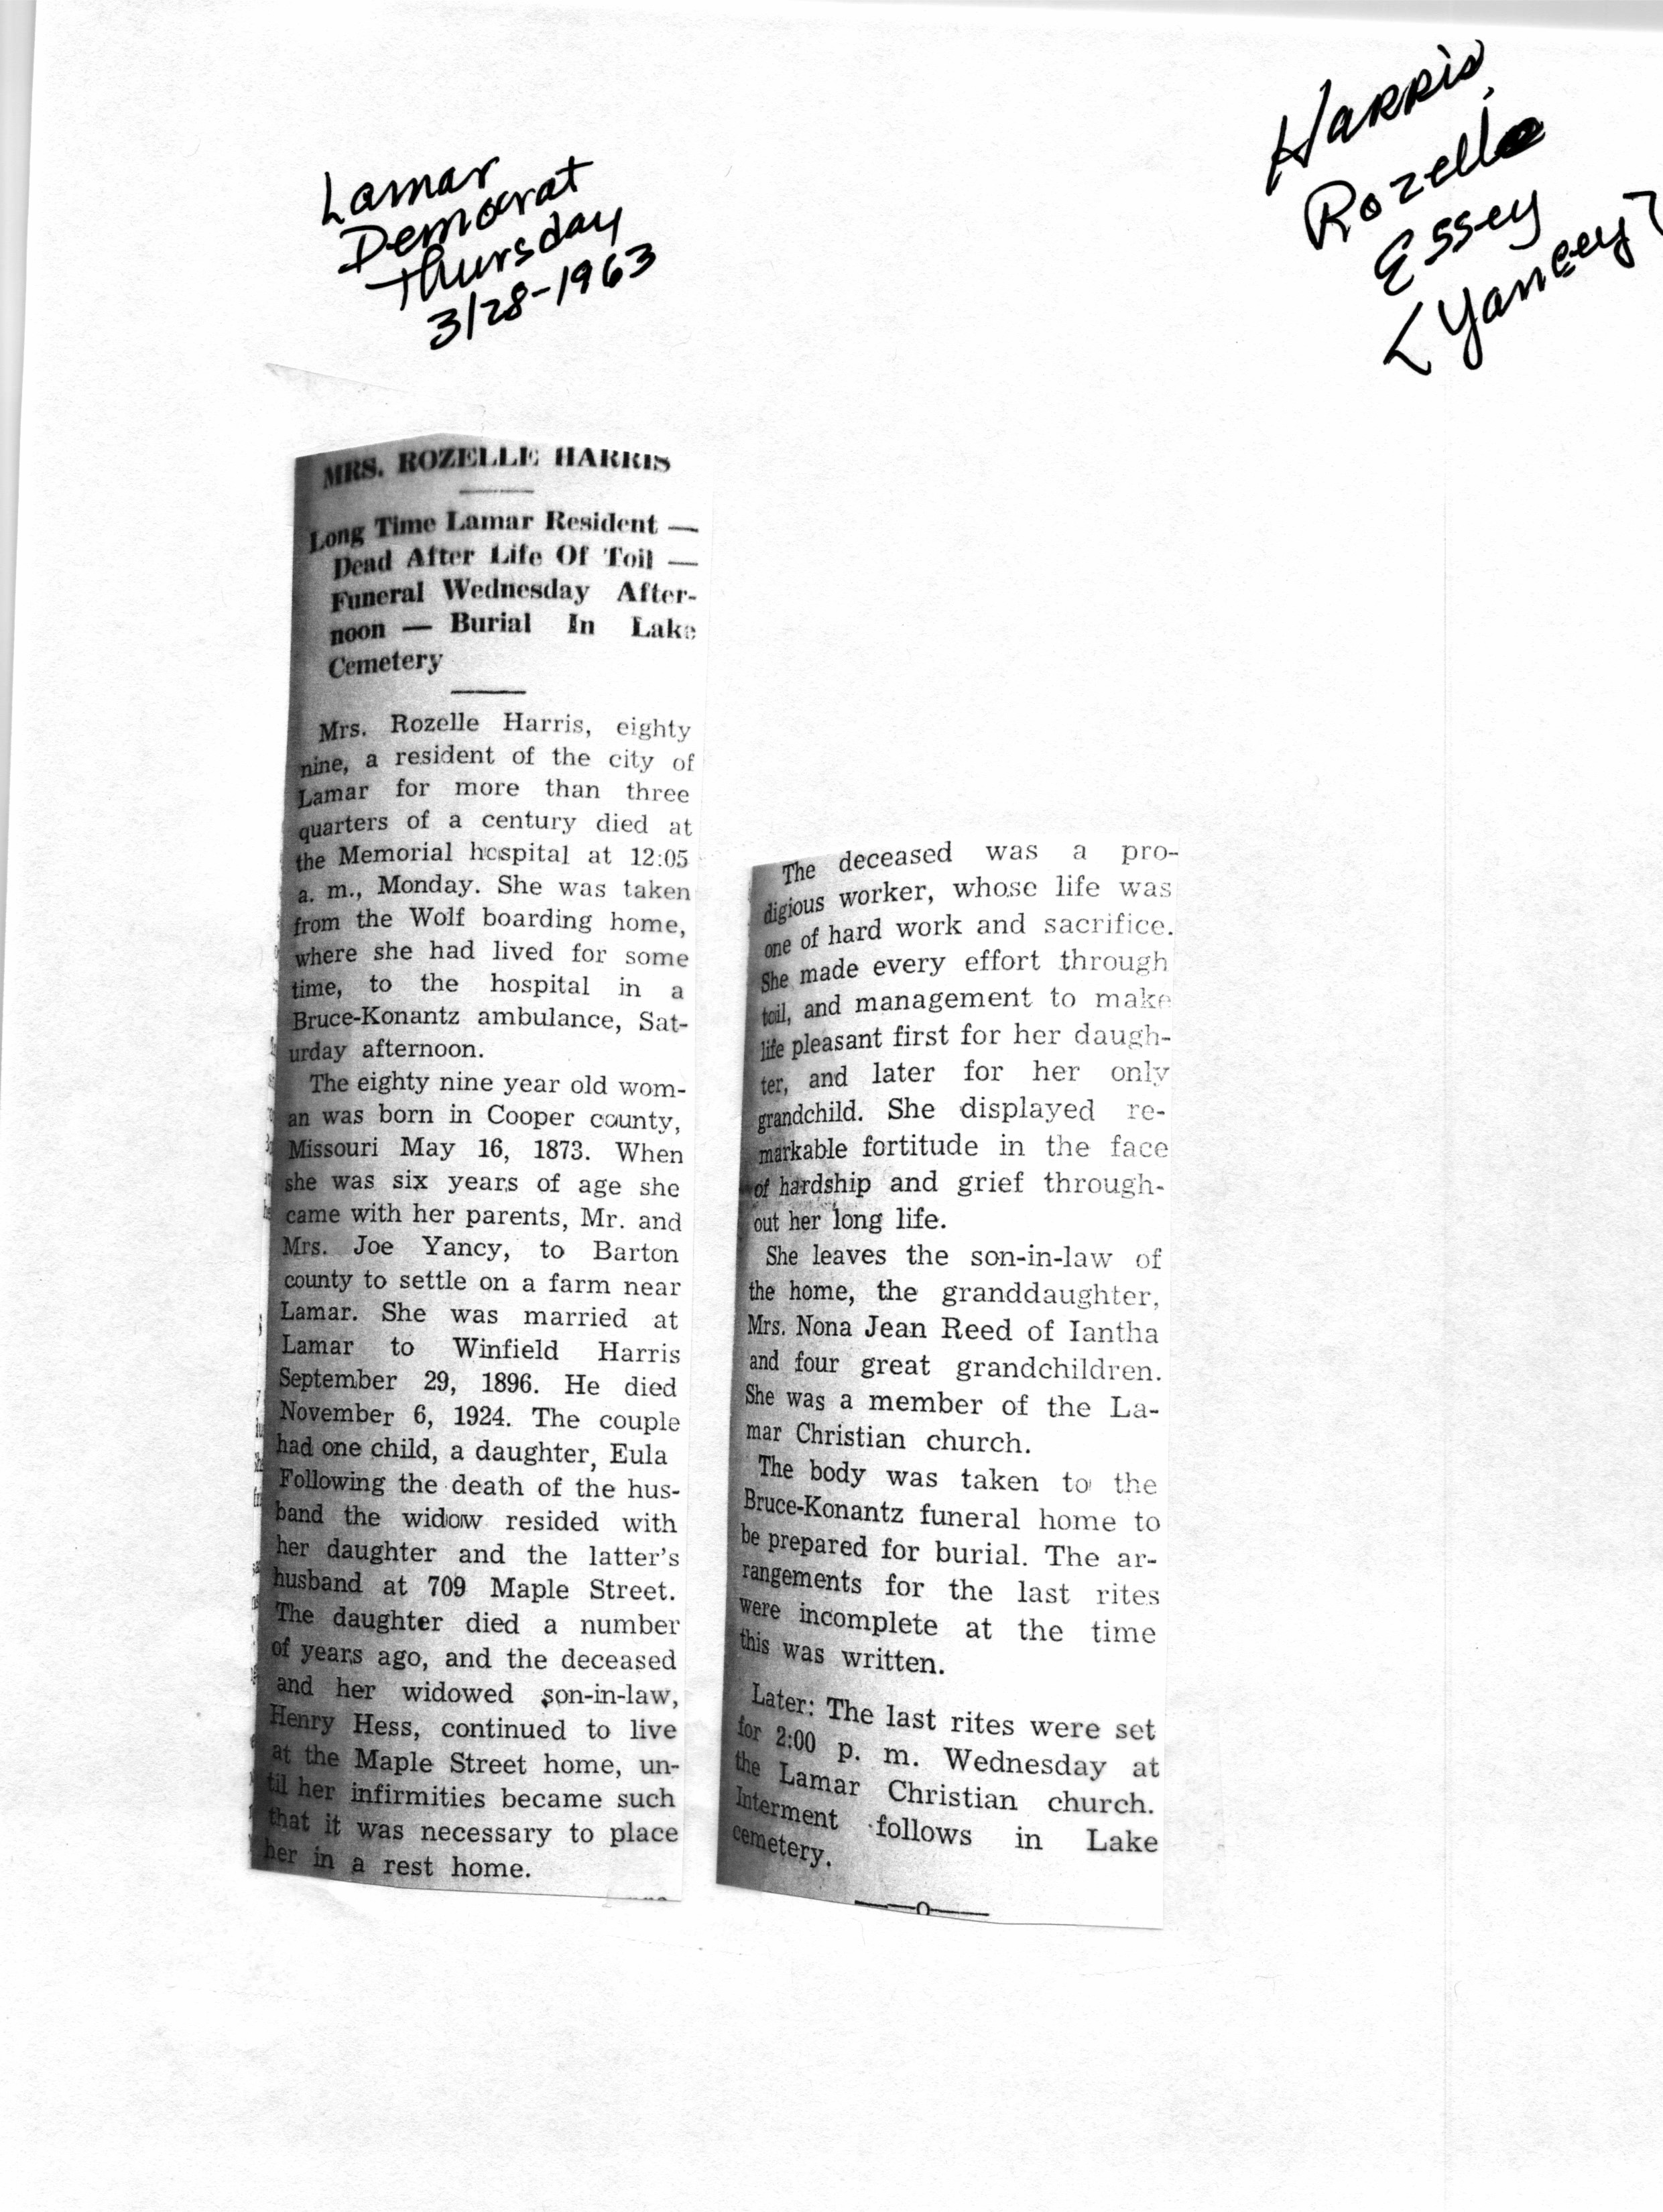 Lamar
Democrat
Thursday
3/28-1963
Harris,
Rozelle
Essey
<Yancey>
MRS. ROZELLE HARRIS
Long Time Lamar Resident —
Dead After Life Of Toil —
Funeral Wednesday After-
noon — Burial In Lake
Cemetery
Mrs. Rozelle Harris, eighty
nine, a resident of the city of
Lamar for more than three
quarters of a century died at
the Memorial hospital at 12:05
a. m., Monday. She was taken
from the Wolf boarding home,
where she had lived for some
time, to the hospital in a
Bruce-Konantz ambulance, Sat-
urday afternoon.
The eighty nine year old wom-
an was born in Cooper county,
Missouri May 16, 1873. When
she was six years of age she
came with her parents, Mr. and
Mrs. Joe Yancy, to Barton
county to settle on a farm near
Lamar. She was married at
Lamar to Winfield Harris
September 29, 1896. He died
November 6, 1924. The couple
had one child, a daughter, Eula
Following the death of the hus-
band the widow resided with
her daughter and the latter's
husband at 709 Maple Street.
The daughter died a number
of years ago, and the deceased
and her widowed son-in-law,
Henry Hess, continued to live
at the Maple Street home, un-
til her infirmities became such
that it was necessary to place
her in a rest home.
The deceased was a pro-
digious worker, whose life was
one of hard work and sacrifice.
She made every effort through
toil, and management to make
life pleasant first for her daugh-
ter, and later for her only
grandchild. She displayed re-
markable fortitude in the face
of hardship and grief through-
out her long life.
She leaves the son-in-law of
the home, the granddaughter,
Mrs. Nona Jean Reed of Iantha
and four great grandchildren.
She was a member of the La-
mar Christian church.
The body was taken to the
Bruce-Konantz funeral home to
be prepared for burial. The ar-
rangements for the last rites
were incomplete at the time
this was written.
Later: The last rites were set
for 2:00 p. m. Wednesday at
the Lamar Christian church.
Interment follows in Lake
cemetery.